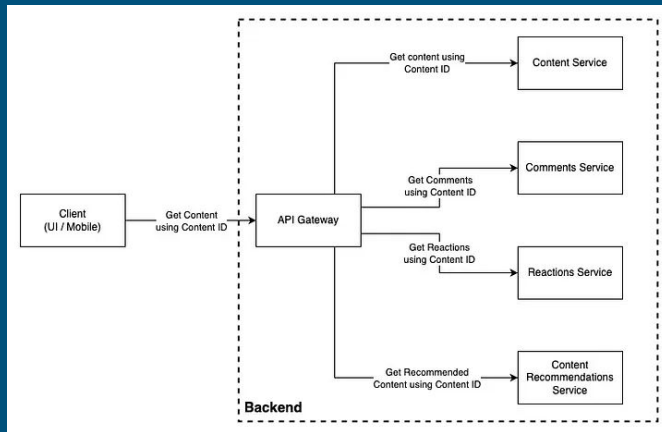 Get content using
Content ID
Content Service
Get Comments
using Content ID
Comments Service
Client
(UI / Mobile)
Get Content
using Content ID
API Gateway
Get Reactions
using Content ID
Reactions Service
Get Recommended
Content using Content ID
Content
Recommendations
Service
Backend